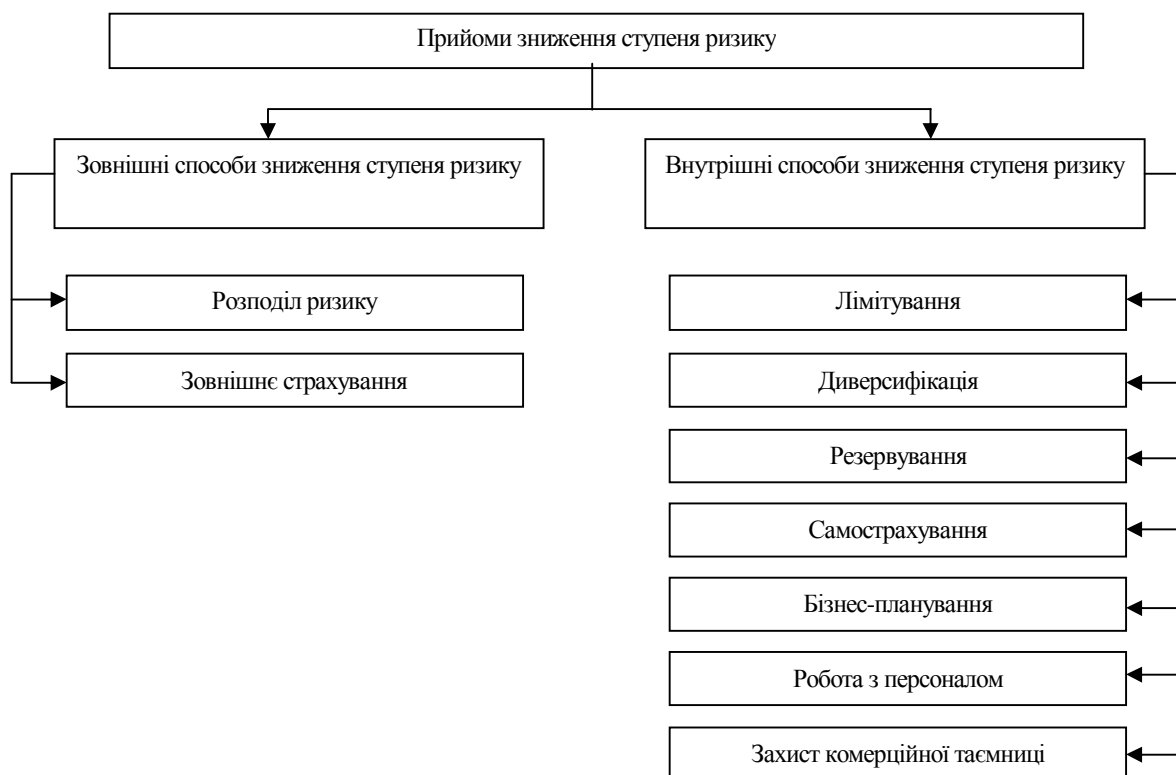 Прийоми зниження ступеня ризику
Зовнішні способи зниження ступеня ризику
Внутрішні способи зниження ступеня ризику
Розподіл ризику
Зовнішнє страхування
Лімітування
Диверсифікація
Резервування
Самострахування
Бізнес-планування
Робота з персоналом
Захист комерційної таємниці